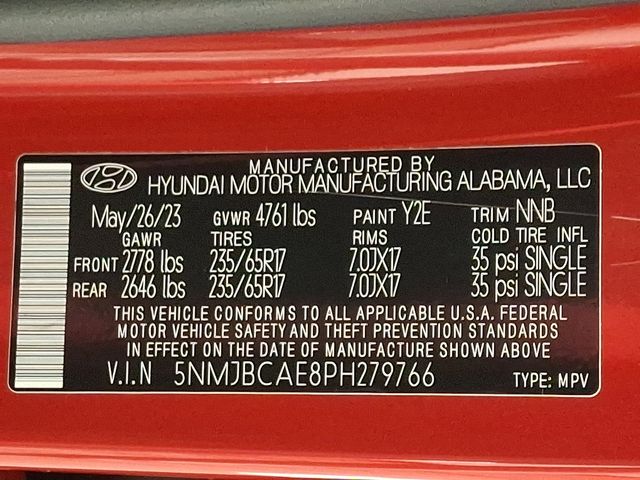 MANUFACTURED BY
HYUNDAI MOTOR MANUFACTURING ALABAMA, LLC
May/26/23 GVWR 4761 lbs PAINT Y2E TRIM NNB
GAWR TIRES RIMS COLD TIRE INFL
FRONT 2778 lbs 235/65R17 7.0JX17 35 psi SINGLE
REAR 2646 lbs 235/65R17 7.0JX17 35 psi SINGLE
THIS VEHICLE CONFORMS TO ALL APPLICABLE U.S.A. FEDERAL
MOTOR VEHICLE SAFETY AND THEFT PREVENTION STANDARDS
IN EFFECT ON THE DATE OF MANUFACTURE SHOWN ABOVE.
V.I.N 5NMJBCAE8PH279766 TYPE: MPV